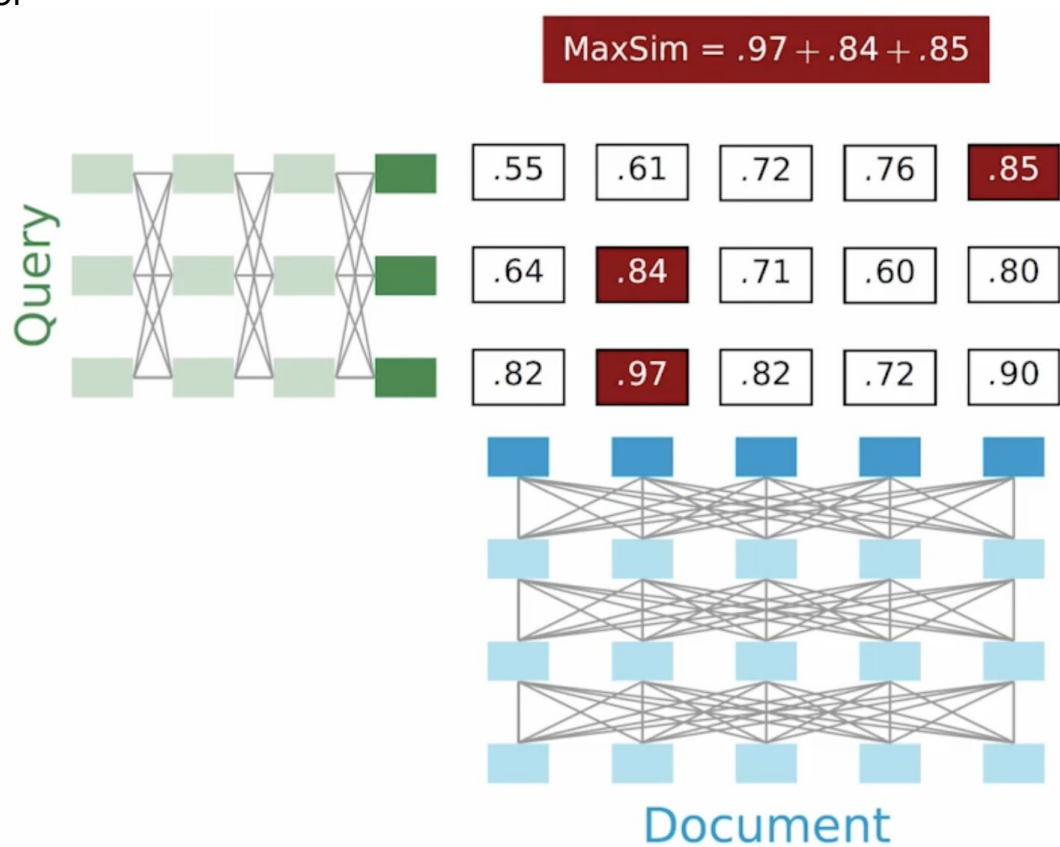 MaxSim = .97 + .84 + .85
Query
.55 .61 .72 .76 .85
.64 .84 .71 .60 .80
.82 .97 .82 .72 .90
Document